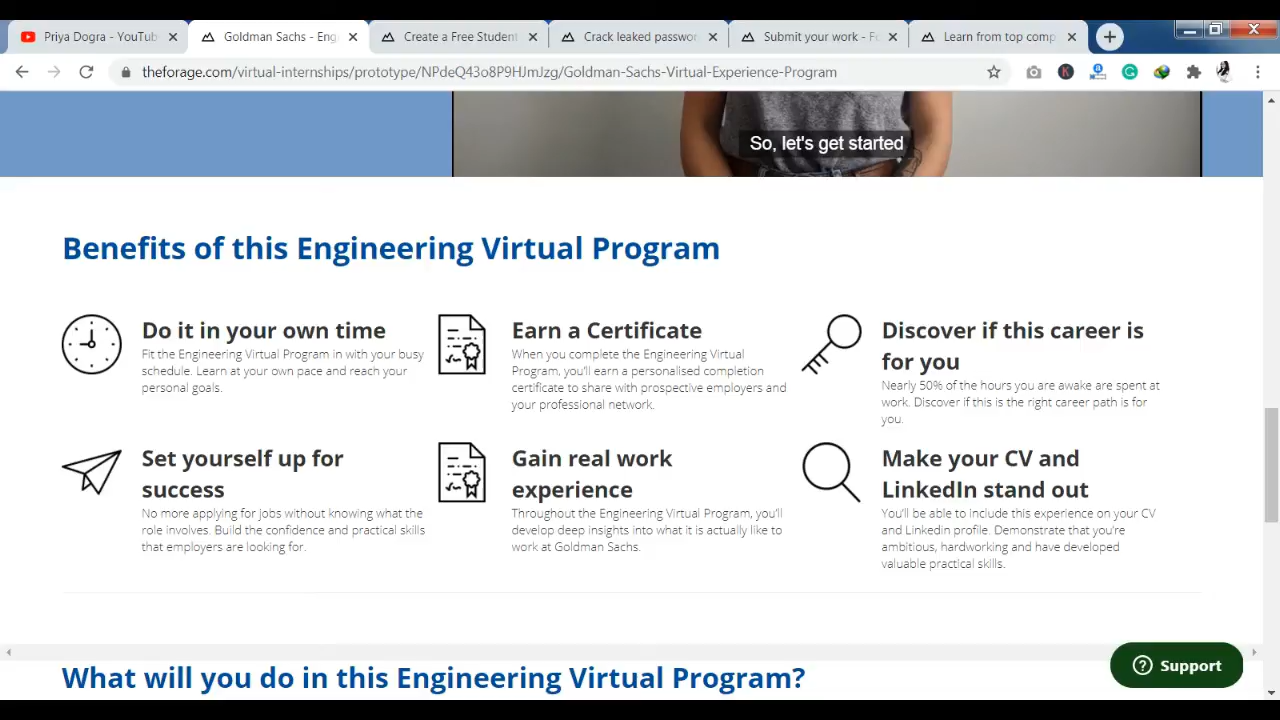 Priya Dogra - YouTub
Goldman Sachs - Eng
Create a Free Stude
Crack leaked passwo
Submit your work - Fo
Learn from top comp
theforage.com/virtual-internships/prototype/NPdeQ43o8P9HJmJzg/Goldman-Sachs-Virtual-Experience-Program
So, let's get started
Benefits of this Engineering Virtual Program
Do it in your own time
Fit the Engineering Virtual Program in with your busy
schedule. Learn at your own pace and reach your
personal goals.
Earn a Certificate
When you complete the Engineering Virtual
Program, you'll earn a personalised completion
certificate to share with prospective employers and
your professional network.
Discover if this career is
for you
Nearly 50% of the hours you are awake are spent at
work. Discover if this is the right career path is for
you.
Set yourself up for
success
No more applying for jobs without knowing what the
role involves. Build the confidence and practical skills
that employers are looking for.
Gain real work
experience
Throughout the Engineering Virtual Program, you'll
develop deep insights into what it is actually like to
work at Goldman Sachs.
Make your CV and
LinkedIn stand out
You'll be able to include this experience on your CV
and Linkedin profile. Demonstrate that you're
ambitious, hardworking and have developed
valuable practical skills.
What will you do in this Engineering Virtual Program?
Support